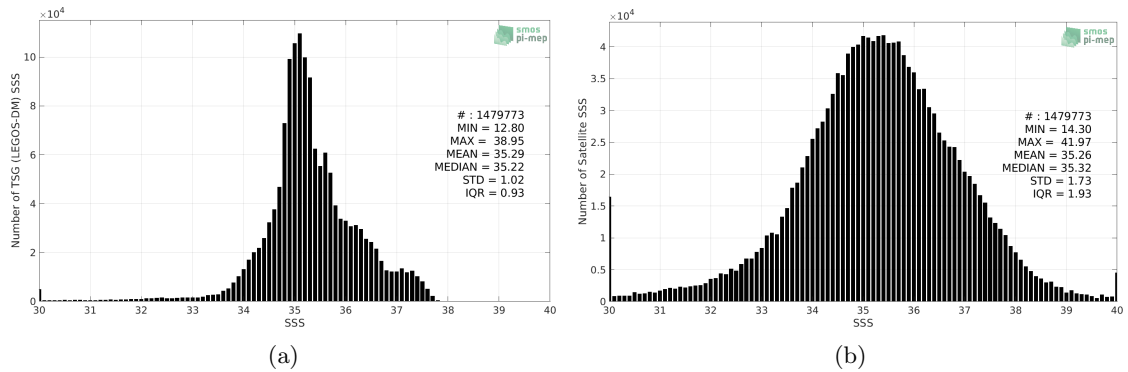 ×10⁴
10
8
6
4
2
0
30 31 32 33 34 35 36 37 38 39 40
SSS
Number of TSG (LEGOS-DM) SSS
smos
pi-mep
# : 1479773
MIN = 12.80
MAX = 38.95
MEAN = 35.29
MEDIAN = 35.22
STD = 1.02
IQR = 0.93
(a)
×10⁴
4
3.5
3
2.5
2
1.5
1
0.5
0
30 31 32 33 34 35 36 37 38 39 40
SSS
Number of Satellite SSS
smos
pi-mep
# : 1479773
MIN = 14.30
MAX = 41.97
MEAN = 35.26
MEDIAN = 35.32
STD = 1.73
IQR = 1.93
(b)